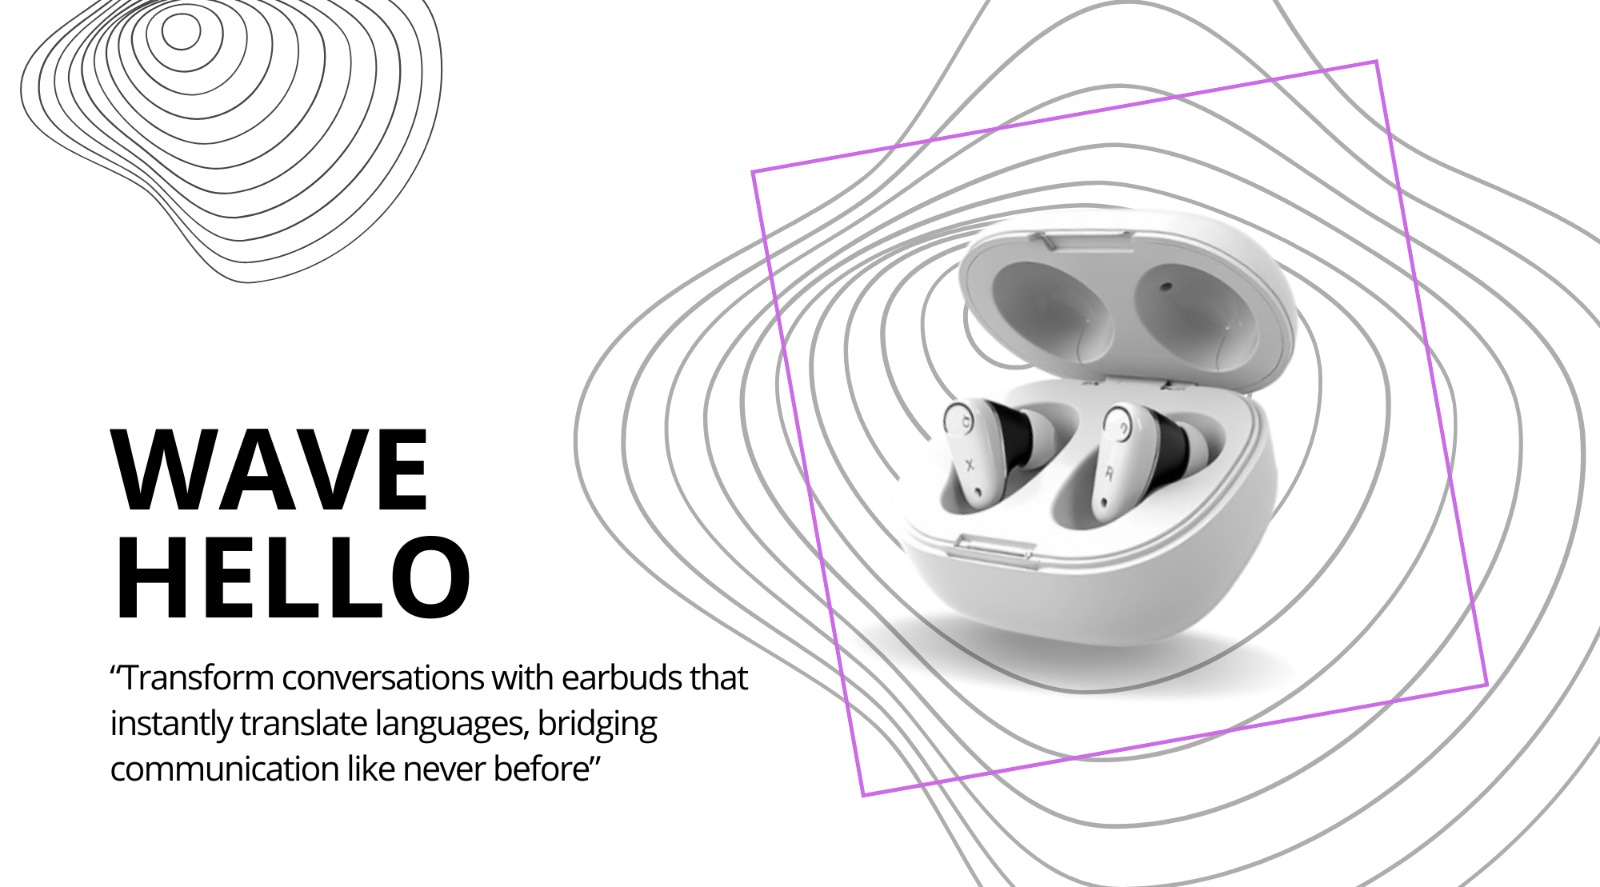 WAVE
HELLO
“Transform conversations with earbuds that
instantly translate languages, bridging
communication like never before”